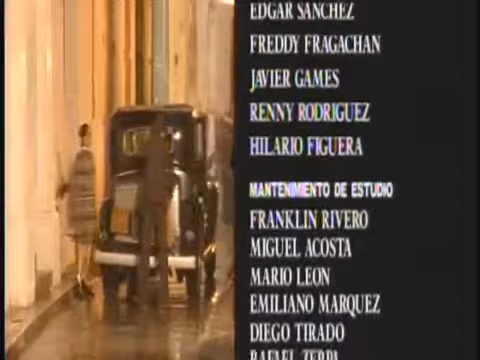 EDGAR SANCHEZ
FREDDY FRAGACHAN
JAVIER GAMES
RENNY RODRIGUEZ
HILARIO FIGUERA
MANTENIMIENTO DE ESTUDIO
FRANKLIN RIVERO
MIGUEL ACOSTA
MARIO LEON
EMILIANO MARQUEZ
DIEGO TIRADO
RAFAEL